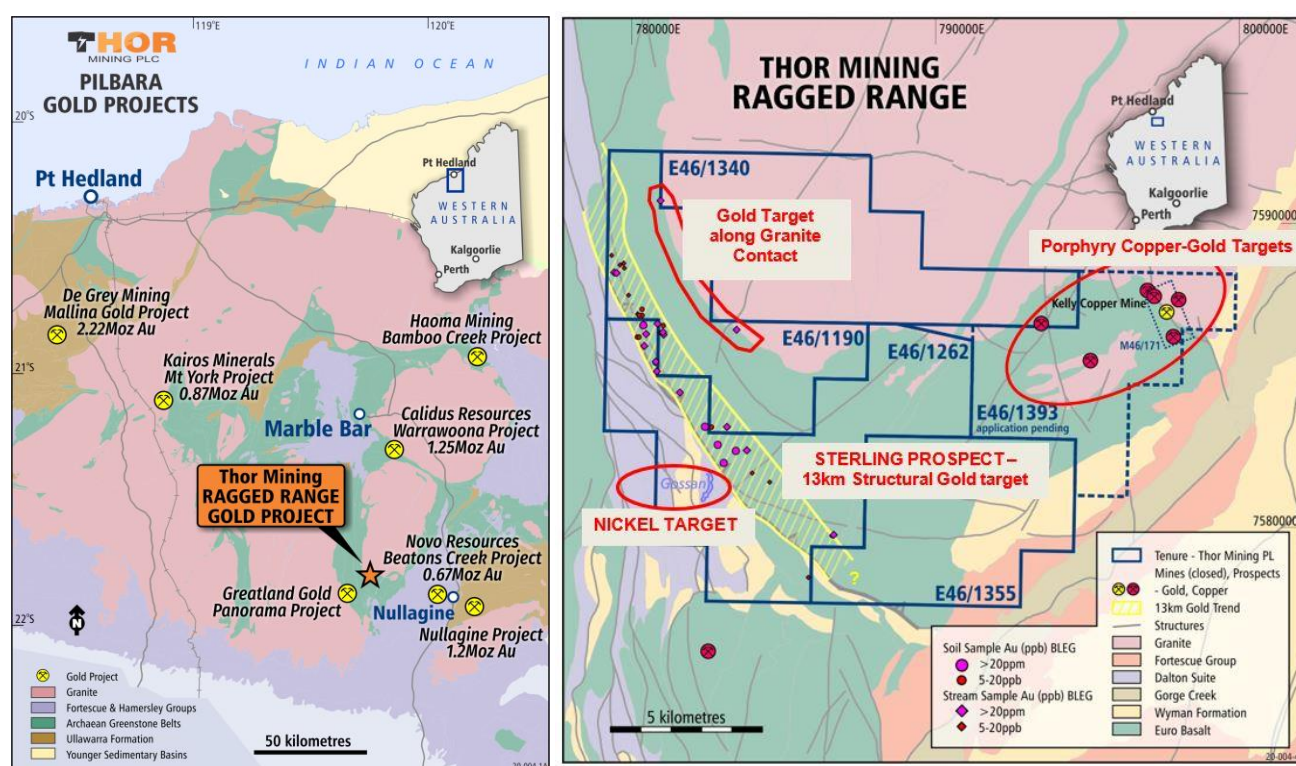 119°E
120°E
THOR
MINING PLC
PILBARA
GOLD PROJECTS
INDIAN OCEAN
20°S
Pt Hedland
Pt Hedland
WESTERN
AUSTRALIA
Kalgoorlie
Perth
De Grey Mining
Mallina Gold Project
2.22Moz Au
Haoma Mining
Bamboo Creek Project
21°S
Kairos Minerals
Mt York Project
0.87Moz Au
Marble Bar
Calidus Resources
Warrawoona Project
1.25Moz Au
Thor Mining
RAGGED RANGE
GOLD PROJECT
Novo Resources
Beatons Creek Project
0.67Moz Au
Greatland Gold
Panorama Project
Nullagine
22°S
N
Nullagine Project
1.2Moz Au
Gold Project
Granite
Fortescue & Hamersley Groups
Archaean Greenstone Belts
Ullawarra Formation
Younger Sedimentary Basins
50 kilometres
780000E
790000E
800000E
THOR MINING
RAGGED RANGE
Pt Hedland
WESTERN
AUSTRALIA
Kalgoorlie
Perth
E46/1340
7590000
Gold Target
along Granite
Contact
Porphyry Copper-Gold Targets
Kelly Copper Mine
M46/171
E46/1190
E46/1262
E46/1393
application pending
STERLING PROSPECT –
13km Structural Gold target
Gossan
NICKEL TARGET
7580000
?
E46/1355
Tenure - Thor Mining PL
Mines (closed), Prospects
- Gold, Copper
13km Gold Trend
Structures
Granite
Fortescue Group
Dalton Suite
Gorge Creek
Wyman Formation
Euro Basalt
Soil Sample Au (ppb) BLEG
>20ppm
5-20ppb
Stream Sample Au (ppb) BLEG
>20ppm
5-20ppb
5 kilometres